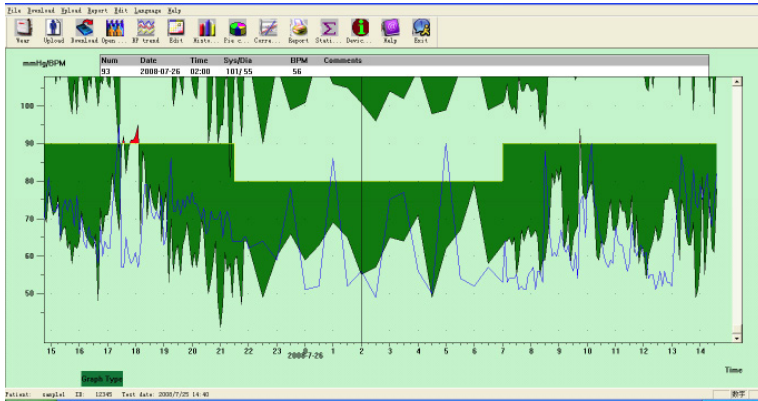 File Download Upload Report Edit Language Help
Year Upload Download Open ... BP trend Edit Histo... Pie c... Corre... Report Stati... Devic... Help Exit
mmHg/BPM
Num Date Time Sys/Dia BPM Comments
93 2008-07-26 02:00 101/ 55 56
100
90
80
70
60
50
15 16 17 18 19 20 21 22 23 0 1 2 3 4 5 6 7 8 9 10 11 12 13 14
2008-7-26
Time
Graph Type
Patient: sample1 ID: 12345 Test date: 2008/7/25 14:40
数字